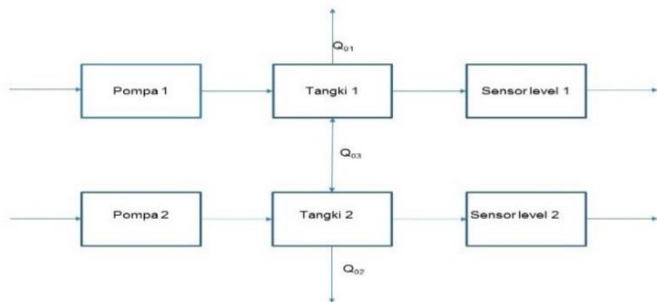 Q01
Pompa 1
Tangki 1
Sensor level 1
Q03
Pompa 2
Tangki 2
Sensor level 2
Q02